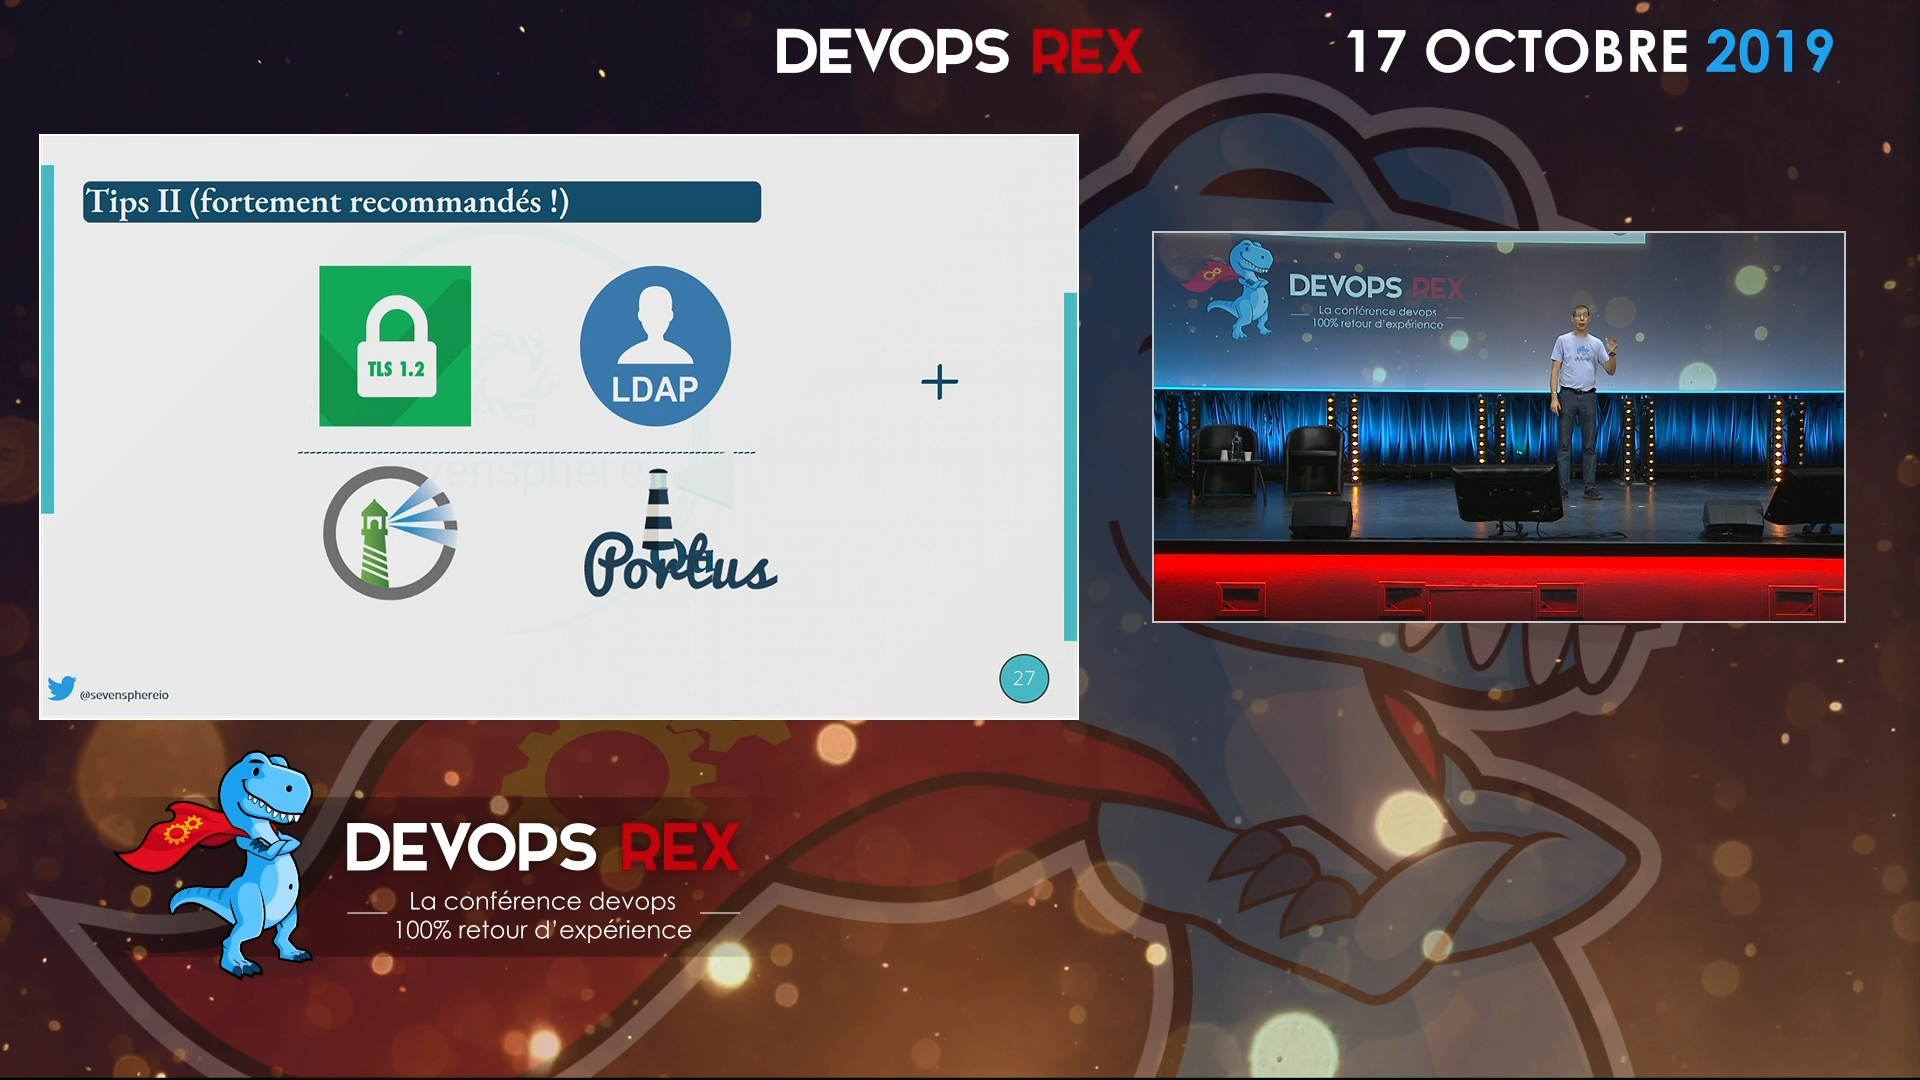 DEVOPS REX
17 OCTOBRE 2019
Tips II (fortement recommandés !)
TLS 1.2
LDAP
+
Portus
@sevensphereio
27
DEVOPS REX
La conférence devops
100% retour d'expérience
DEVOPS REX
La conférence devops
100% retour d'expérience